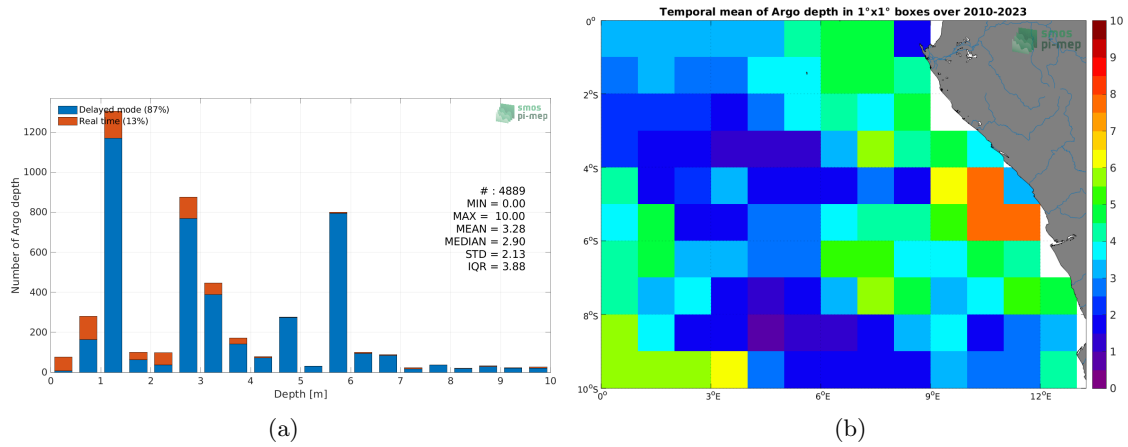 Delayed mode (87%)
Real time (13%)
smos
pi-mep
# : 4889
MIN = 0.00
MAX = 10.00
MEAN = 3.28
MEDIAN = 2.90
STD = 2.13
IQR = 3.88
Number of Argo depth
1200
1000
800
600
400
200
0
0 1 2 3 4 5 6 7 8 9 10
Depth [m]
(a)
Temporal mean of Argo depth in 1°x1° boxes over 2010-2023
smos
pi-mep
0°
2°S
4°S
6°S
8°S
10°S
0° 3°E 6°E 9°E 12°E
10
9
8
7
6
5
4
3
2
1
0
(b)